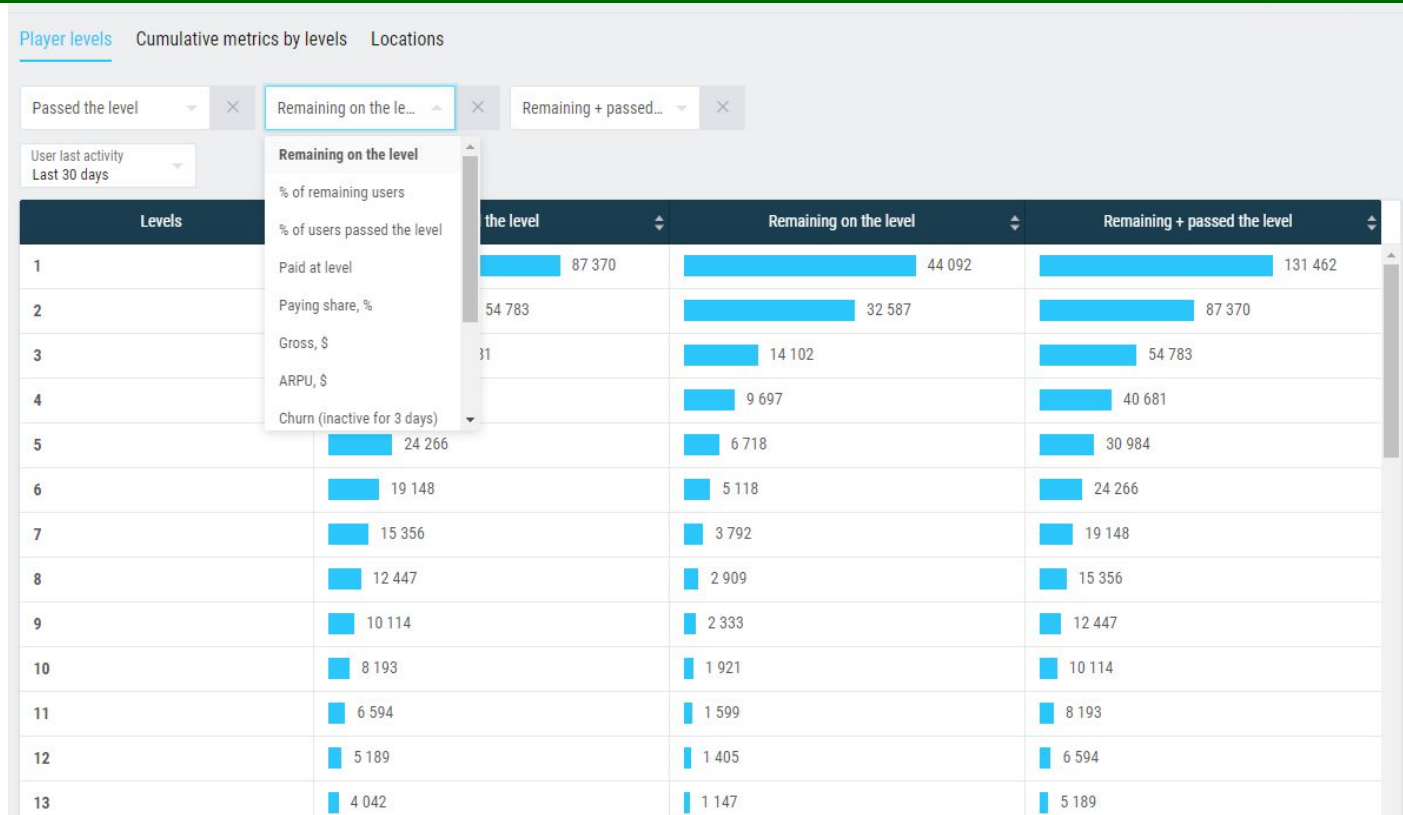 Player levels Cumulative metrics by levels Locations
Passed the level Remaining on the le... Remaining + passed...
User last activity
Last 30 days
Remaining on the level
% of remaining users
% of users passed the level
Paid at level
Paying share, %
Gross, $
ARPU, $
Churn (inactive for 3 days)
Levels the level Remaining on the level Remaining + passed the level
1 87 370 44 092 131 462
2 54 783 32 587 87 370
3 14 102 54 783
4 9 697 40 681
5 24 266 6 718 30 984
6 19 148 5 118 24 266
7 15 356 3 792 19 148
8 12 447 2 909 15 356
9 10 114 2 333 12 447
10 8 193 1 921 10 114
11 6 594 1 599 8 193
12 5 189 1 405 6 594
13 4 042 1 147 5 189